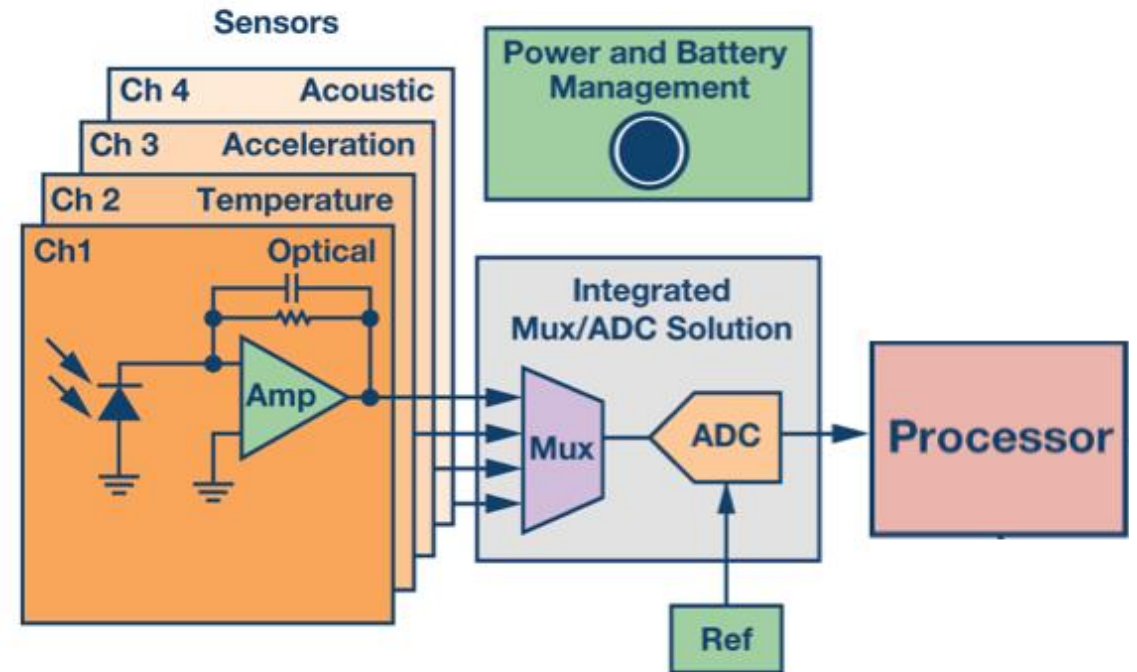 Sensors
Ch 4 Acoustic
Ch 3 Acceleration
Ch 2 Temperature
Ch1 Optical
Amp
Power and Battery
Management
Integrated
Mux/ADC Solution
Mux
ADC
Ref
Processor